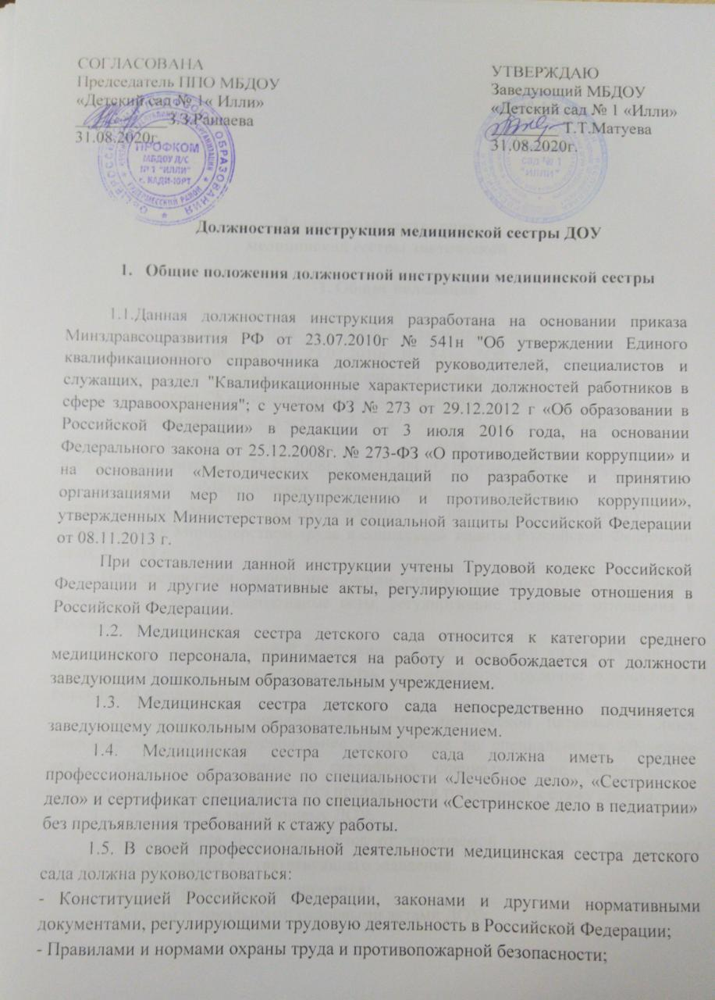 СОГЛАСОВАНА
Председатель ППО МБДОУ
«Детский сад № 1« Илли»
З.З.Рашаева
31.08.2020г.
ПРОФКОМ
МБДОУ Д/С
№ 1 "ИЛЛИ"
с. КАДИ-ЮРТ
ГУДЕРМЕССКИЙ РАЙОН
ОБРАЗОВАНИЯ
УТВЕРЖДАЮ
Заведующий МБДОУ
«Детский сад № 1 «Илли»
Т.Т.Матуева
31.08.2020г.
сад № 1
"ИЛЛИ"
Должностная инструкция медицинской сестры ДОУ
1. Общие положения должностной инструкции медицинской сестры
1.1.Данная должностная инструкция разработана на основании приказа
Минздравсоцразвития РФ от 23.07.2010г № 541н "Об утверждении Единого
квалификационного справочника должностей руководителей, специалистов и
служащих, раздел "Квалификационные характеристики должностей работников в
сфере здравоохранения"; с учетом ФЗ № 273 от 29.12.2012 г «Об образовании в
Российской Федерации» в редакции от 3 июля 2016 года, на основании
Федерального закона от 25.12.2008г. № 273-ФЗ «О противодействии коррупции» и
на основании «Методических рекомендаций по разработке и принятию
организациями мер по предупреждению и противодействию коррупции»,
утвержденных Министерством труда и социальной защиты Российской Федерации
от 08.11.2013 г.
При составлении данной инструкции учтены Трудовой кодекс Российской
Федерации и другие нормативные акты, регулирующие трудовые отношения в
Российской Федерации.
1.2. Медицинская сестра детского сада относится к категории среднего
медицинского персонала, принимается на работу и освобождается от должности
заведующим дошкольным образовательным учреждением.
1.3. Медицинская сестра детского сада непосредственно подчиняется
заведующему дошкольным образовательным учреждением.
1.4. Медицинская сестра детского сада должна иметь среднее
профессиональное образование по специальности «Лечебное дело», «Сестринское
дело» и сертификат специалиста по специальности «Сестринское дело в педиатрии»
без предъявления требований к стажу работы.
1.5. В своей профессиональной деятельности медицинская сестра детского
сада должна руководствоваться:
- Конституцией Российской Федерации, законами и другими нормативными
документами, регулирующими трудовую деятельность в Российской Федерации;
- Правилами и нормами охраны труда и противопожарной безопасности;